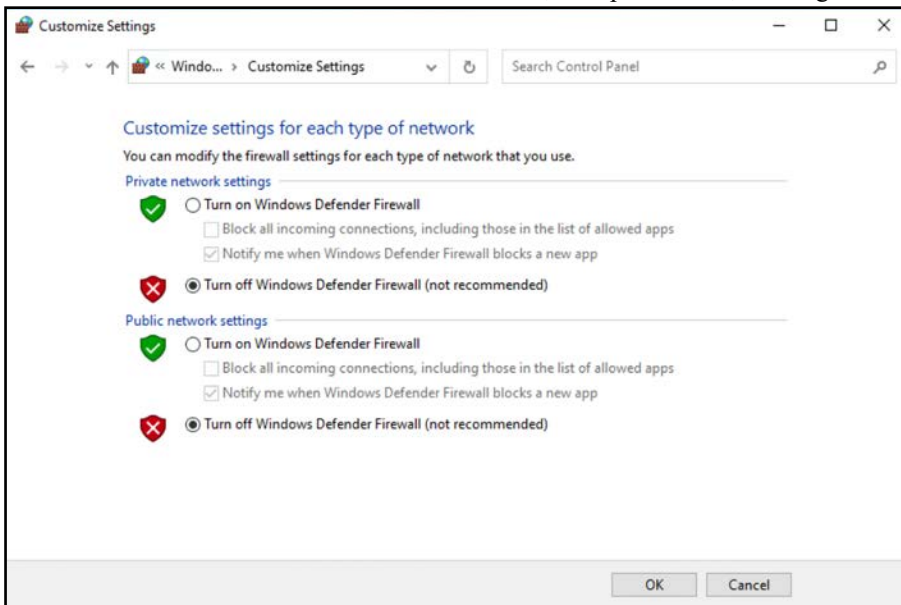 Customize Settings
« Windo... › Customize Settings
Search Control Panel
Customize settings for each type of network
You can modify the firewall settings for each type of network that you use.
Private network settings
Turn on Windows Defender Firewall
Block all incoming connections, including those in the list of allowed apps
Notify me when Windows Defender Firewall blocks a new app
Turn off Windows Defender Firewall (not recommended)
Public network settings
Turn on Windows Defender Firewall
Block all incoming connections, including those in the list of allowed apps
Notify me when Windows Defender Firewall blocks a new app
Turn off Windows Defender Firewall (not recommended)
OK Cancel